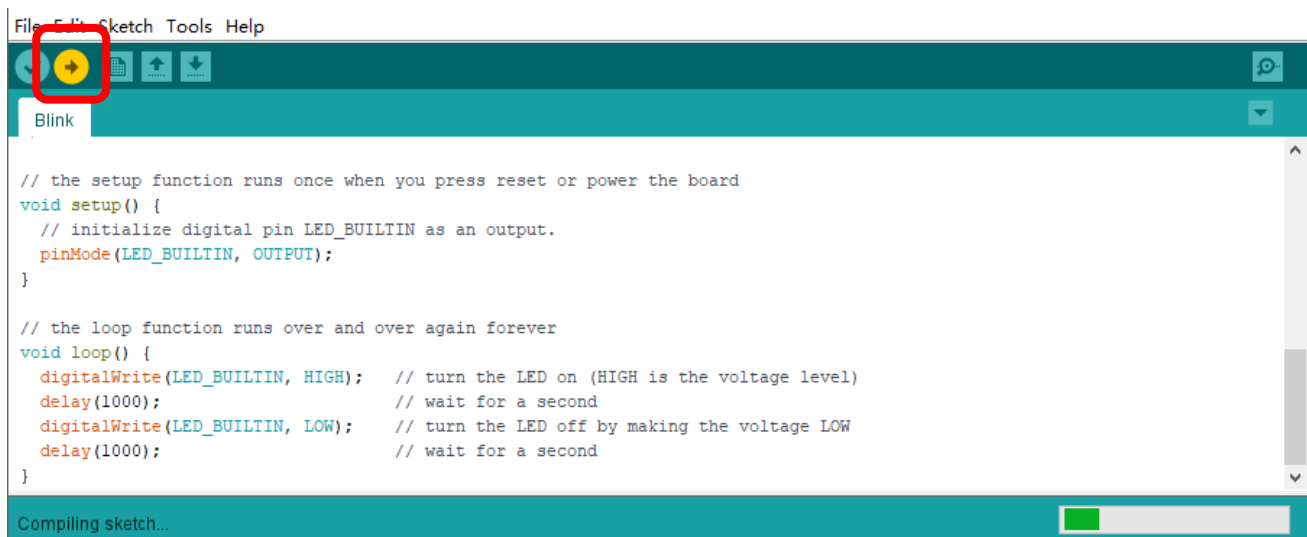 File Edit Sketch Tools Help
Blink
// the setup function runs once when you press reset or power the board
void setup() {
  // initialize digital pin LED_BUILTIN as an output.
  pinMode(LED_BUILTIN, OUTPUT);
}
// the loop function runs over and over again forever
void loop() {
  digitalWrite(LED_BUILTIN, HIGH);   // turn the LED on (HIGH is the voltage level)
  delay(1000);                       // wait for a second
  digitalWrite(LED_BUILTIN, LOW);    // turn the LED off by making the voltage LOW
  delay(1000);                       // wait for a second
}
Compiling sketch...